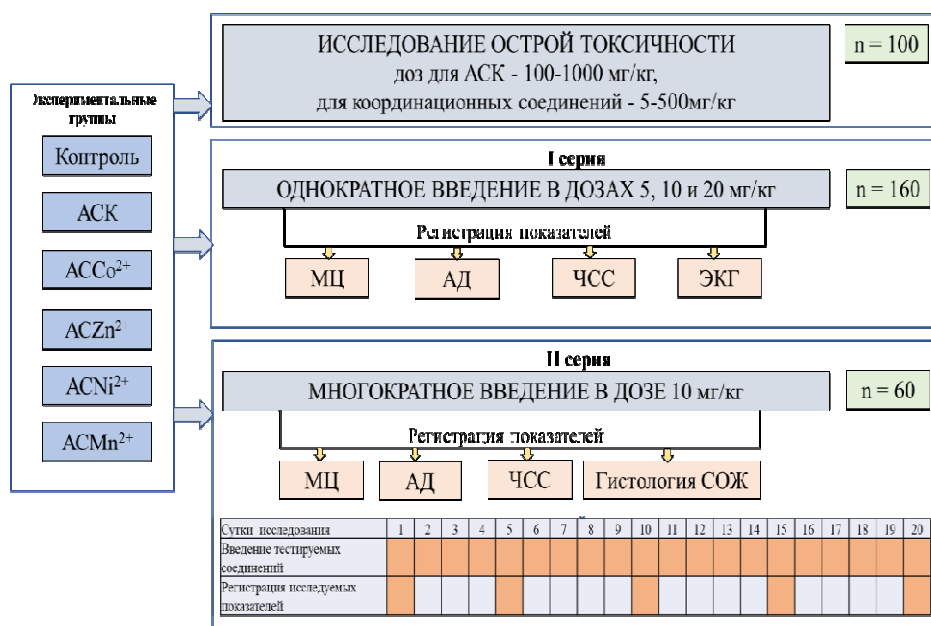 ИССЛЕДОВАНИЕ ОСТРОЙ ТОКСИЧНОСТИ
доз для АСК - 100-1000 мг/кг,
для координационных соединений - 5-500мг/кг
n = 100
Экспериментальные
группы
Контроль
АСК
ACCo²⁺
ACZn²
ACNi²⁺
ACMn²⁺
I серия
ОДНОКРАТНОЕ ВВЕДЕНИЕ В ДОЗАХ 5, 10 и 20 мг/кг
n = 160
Регистрация показателей
МЦ АД ЧСС ЭКГ
II серия
МНОГОКРАТНОЕ ВВЕДЕНИЕ В ДОЗЕ 10 мг/кг
n = 60
Регистрация показателей
МЦ АД ЧСС Гистология СОЖ
Сутки исследования 1 2 3 4 5 6 7 8 9 10 11 12 13 14 15 16 17 18 19 20
Введение тестируемых
соединений
Регистрация исследуемых
показателей